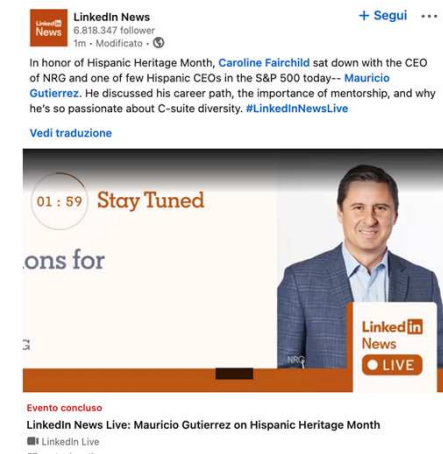 Linked in
News
LinkedIn News
6.818.347 follower
1m • Modificato •
+ Segui
In honor of Hispanic Heritage Month, Caroline Fairchild sat down with the CEO
of NRG and one of few Hispanic CEOs in the S&P 500 today-- Mauricio
Gutierrez. He discussed his career path, the importance of mentorship, and why
he's so passionate about C-suite diversity. #LinkedInNewsLive
Vedi traduzione
01 : 59 Stay Tuned
ons for
G
NRG
Linked in
News
LIVE
Evento concluso
LinkedIn News Live: Mauricio Gutierrez on Hispanic Heritage Month
LinkedIn Live